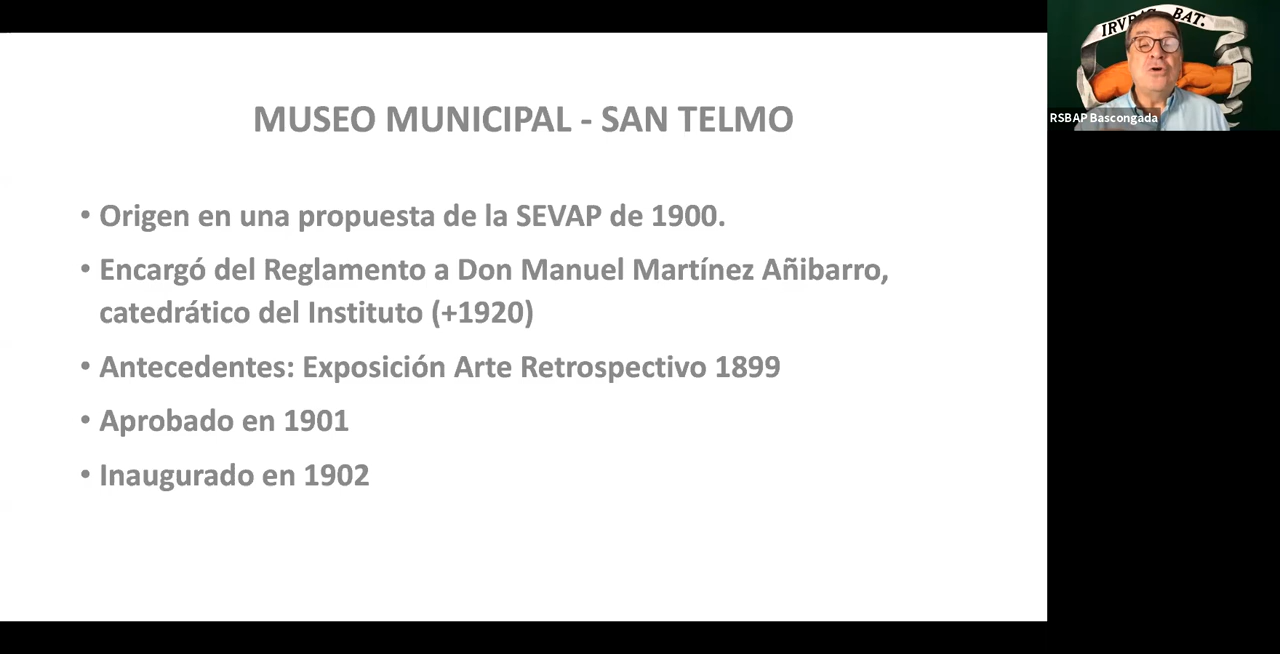 MUSEO MUNICIPAL - SAN TELMO
• Origen en una propuesta de la SEVAP de 1900.
• Encargó del Reglamento a Don Manuel Martínez Añibarro,
catedrático del Instituto (+1920)
• Antecedentes: Exposición Arte Retrospectivo 1899
• Aprobado en 1901
• Inaugurado en 1902
BAT.
RSBAP Bascongada